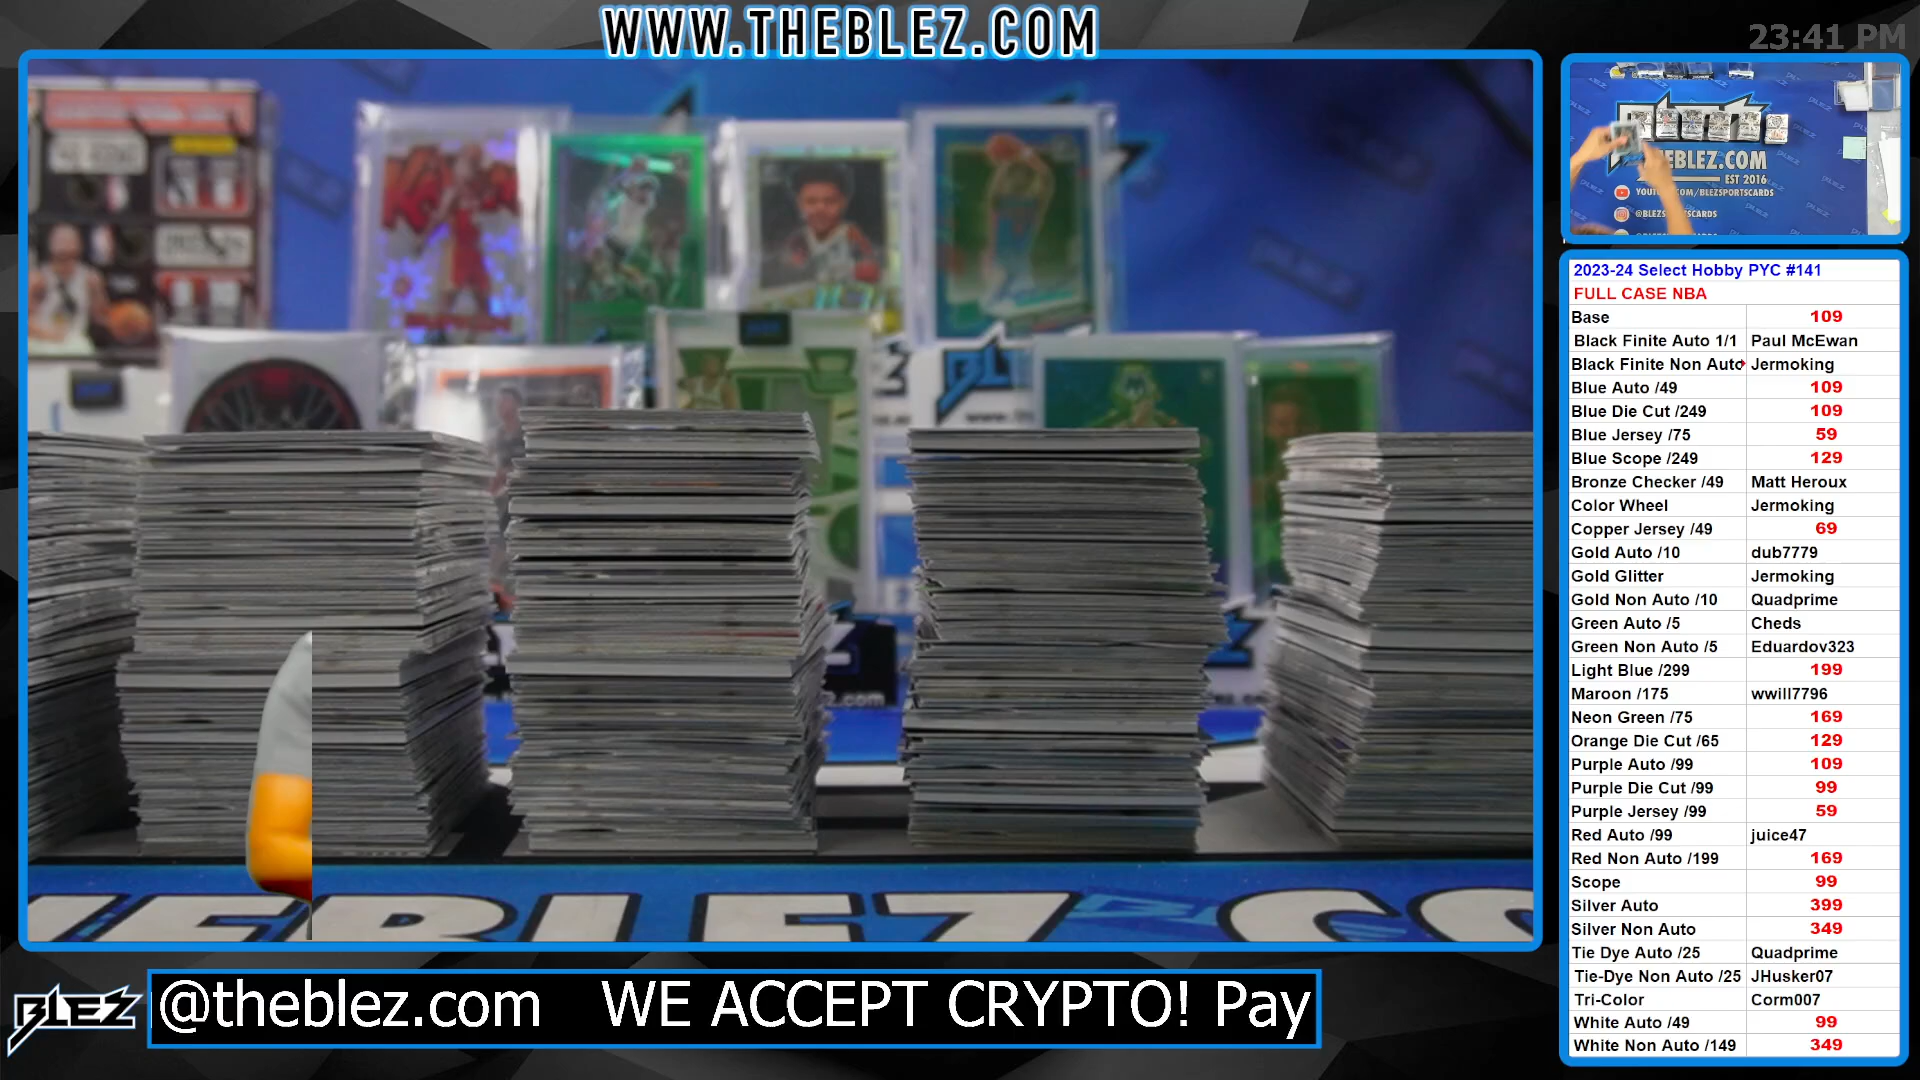 WWW.THEBLEZ.COM
23:41 PM
THEBLEZ.COM
EST 2016
@BLEZSPORTSCARDS
2023-24 Select Hobby PYC #141
FULL CASE NBA
Base 109
Black Finite Auto 1/1 Paul McEwan
Black Finite Non Auto Jermoking
Blue Auto /49 109
Blue Die Cut /249 109
Blue Jersey /75 59
Blue Scope /249 129
Bronze Checker /49 Matt Heroux
Color Wheel Jermoking
Copper Jersey /49 69
Gold Auto /10 dub7779
Gold Glitter Jermoking
Gold Non Auto /10 Quadprime
Green Auto /5 Cheds
Green Non Auto /5 Eduardov323
Light Blue /299 199
Maroon /175 wwill7796
Neon Green /75 169
Orange Die Cut /65 129
Purple Auto /99 109
Purple Die Cut /99 99
Purple Jersey /99 59
Red Auto /99 juice47
Red Non Auto /199 169
Scope 99
Silver Auto 399
Silver Non Auto 349
Tie Dye Auto /25 Quadprime
Tie-Dye Non Auto /25 JHusker07
Tri-Color Corm007
White Auto /49 99
White Non Auto /149 349
BLEZ
@theblez.com WE ACCEPT CRYPTO! Pay